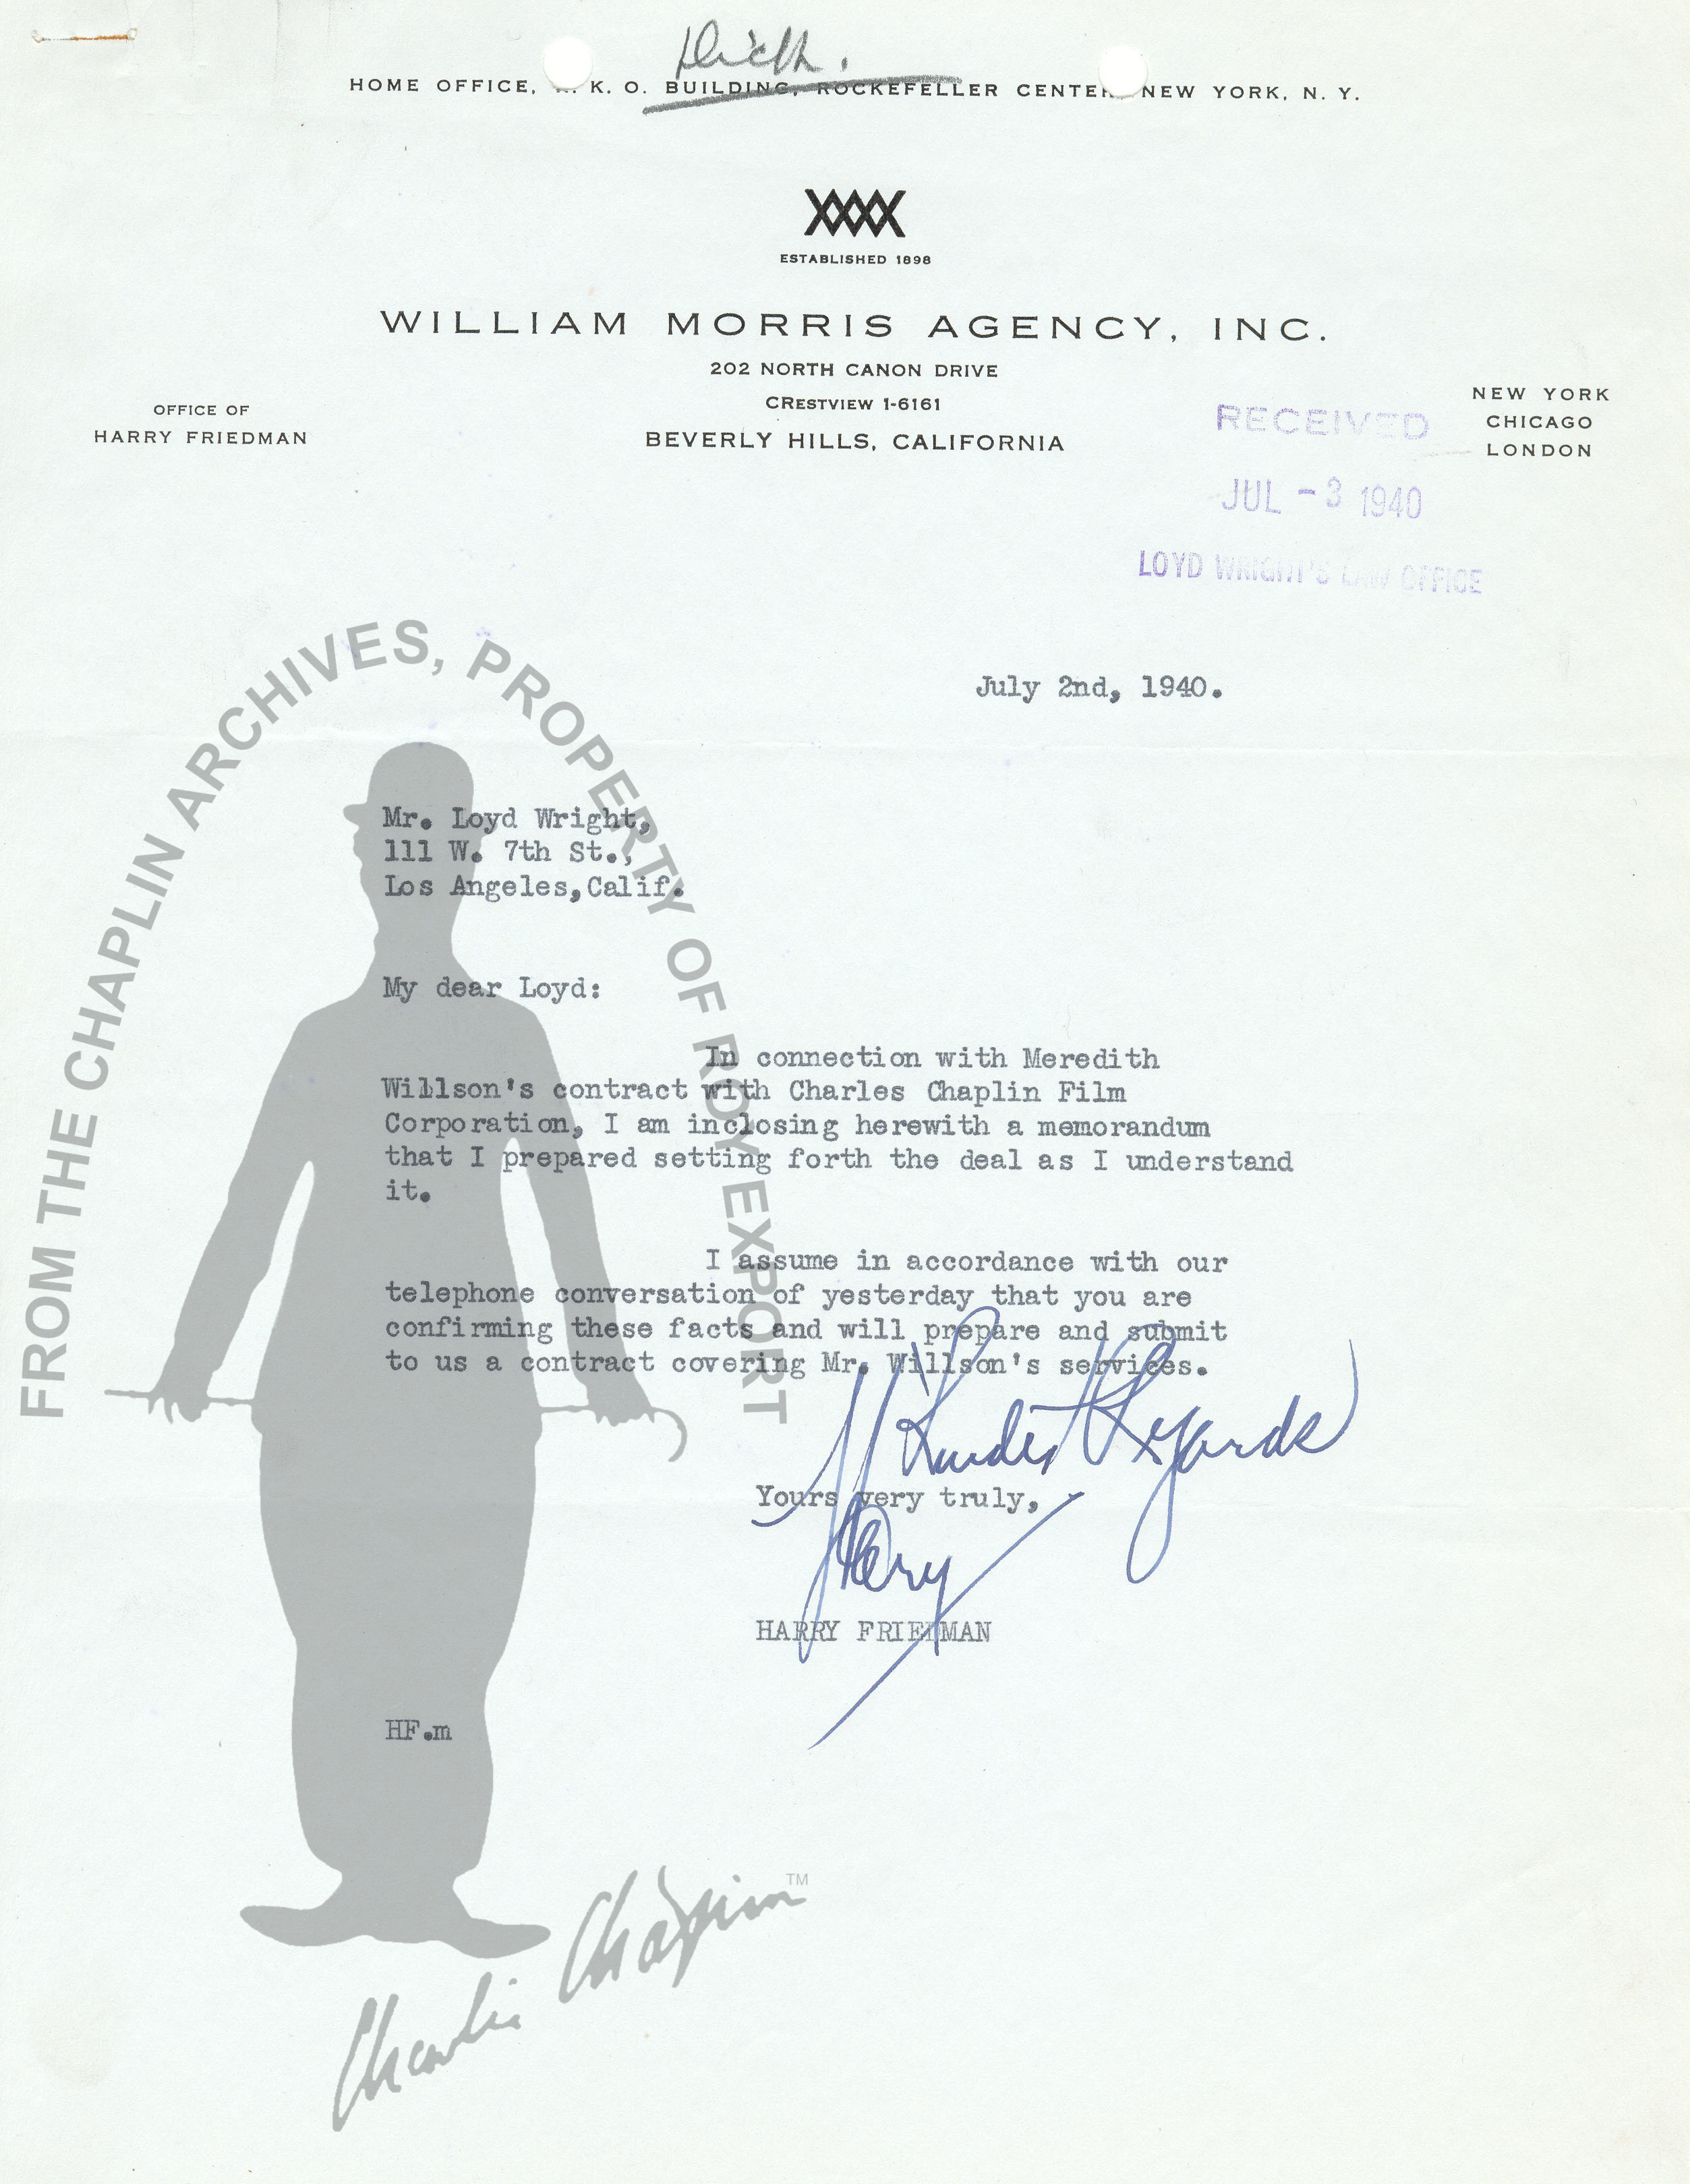 HOME OFFICE, R. K. O. BUILDING, ROCKEFELLER CENTER, NEW YORK, N. Y.
ESTABLISHED 1898
WILLIAM MORRIS AGENCY, INC.
202 NORTH CANON DRIVE
CRESTVIEW 1-6161
BEVERLY HILLS, CALIFORNIA
OFFICE OF
HARRY FRIEDMAN
NEW YORK
CHICAGO
LONDON
RECEIVED
JUL - 3 1940
LOYD WRIGHT'S LAW OFFICE
July 2nd, 1940.
FROM THE CHAPLIN ARCHIVES, PROPERTY OF ROY EXPORT
Mr. Loyd Wright,
111 W. 7th St.,
Los Angeles,Calif.
My dear Loyd:
In connection with Meredith
Willson's contract with Charles Chaplin Film
Corporation, I am inclosing herewith a memorandum
that I prepared setting forth the deal as I understand
it.
I assume in accordance with our
telephone conversation of yesterday that you are
confirming these facts and will prepare and submit
to us a contract covering Mr. Willson's services.
Kindest Regards
Yours very truly,
Harry
HARRY FRIEDMAN
HF.m
Charlie Chaplin TM